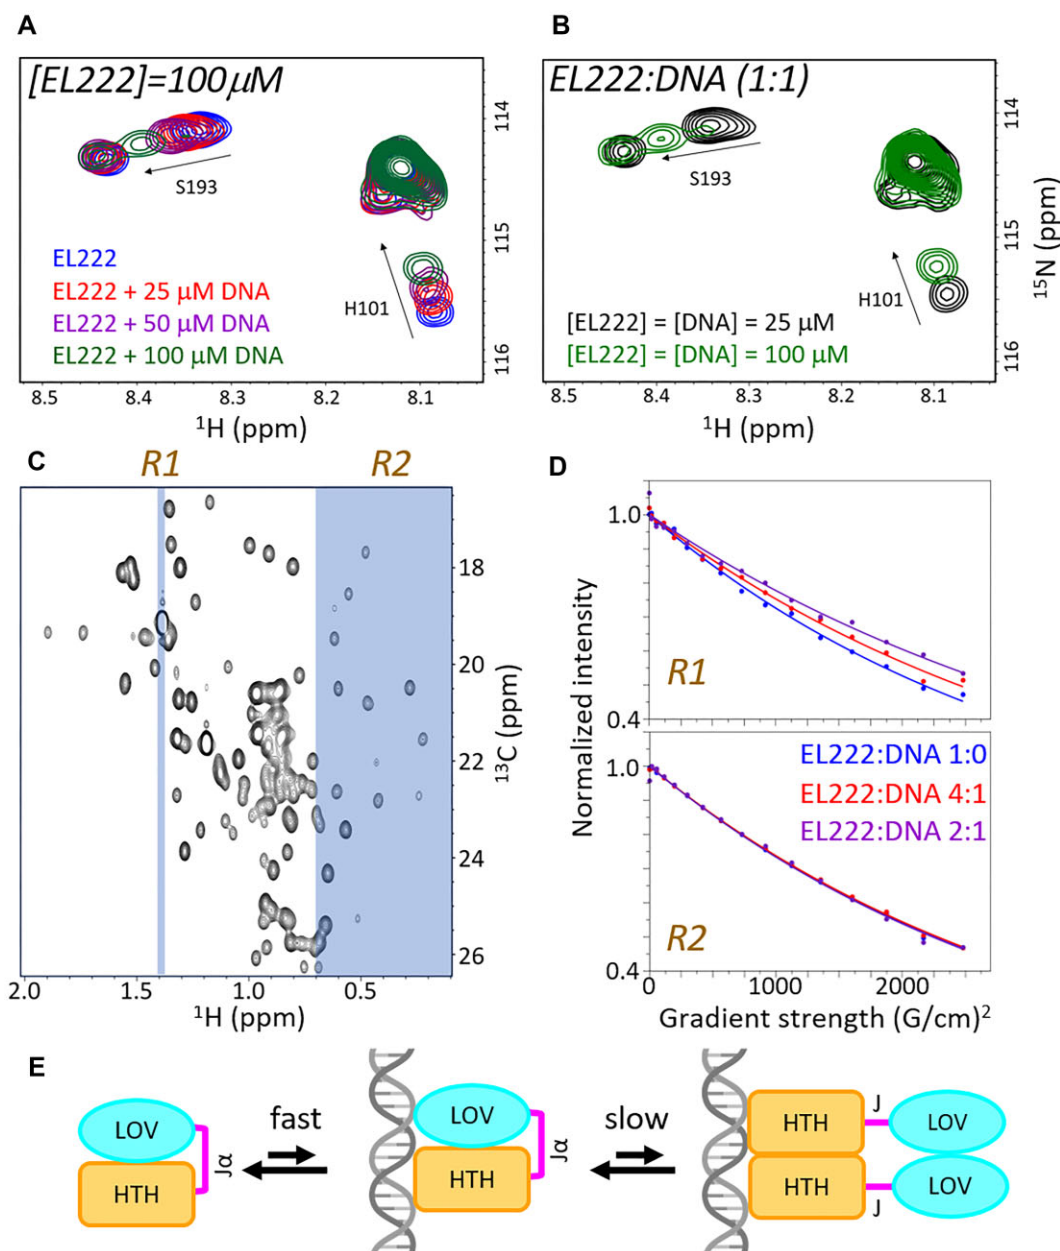 A
[EL222]=100μM
S193
H101
EL222
EL222 + 25 μM DNA
EL222 + 50 μM DNA
EL222 + 100 μM DNA
8.5 8.4 8.3 8.2 8.1
¹H (ppm)
114
115
116
B
EL222:DNA (1:1)
S193
H101
[EL222] = [DNA] = 25 μM
[EL222] = [DNA] = 100 μM
8.5 8.4 8.3 8.2 8.1
¹H (ppm)
114
115
116
¹⁵N (ppm)
C
R1
R2
18
20
22
24
26
¹³C (ppm)
2.0 1.5 1.0 0.5
¹H (ppm)
D
Normalized intensity
1.0
R1
0.4
1.0
EL222:DNA 1:0
EL222:DNA 4:1
EL222:DNA 2:1
R2
0.4
0 1000 2000
Gradient strength (G/cm)²
E
LOV
HTH
Jα
fast
LOV
HTH
Jα
slow
HTH
J
LOV
HTH
J
LOV